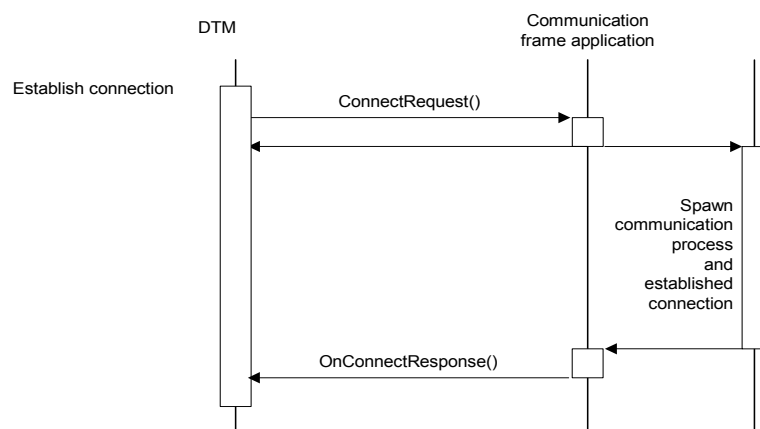 DTM
Communication
frame application
Establish connection
ConnectRequest()
Spawn
communication
process
and
established
connection
OnConnectResponse()